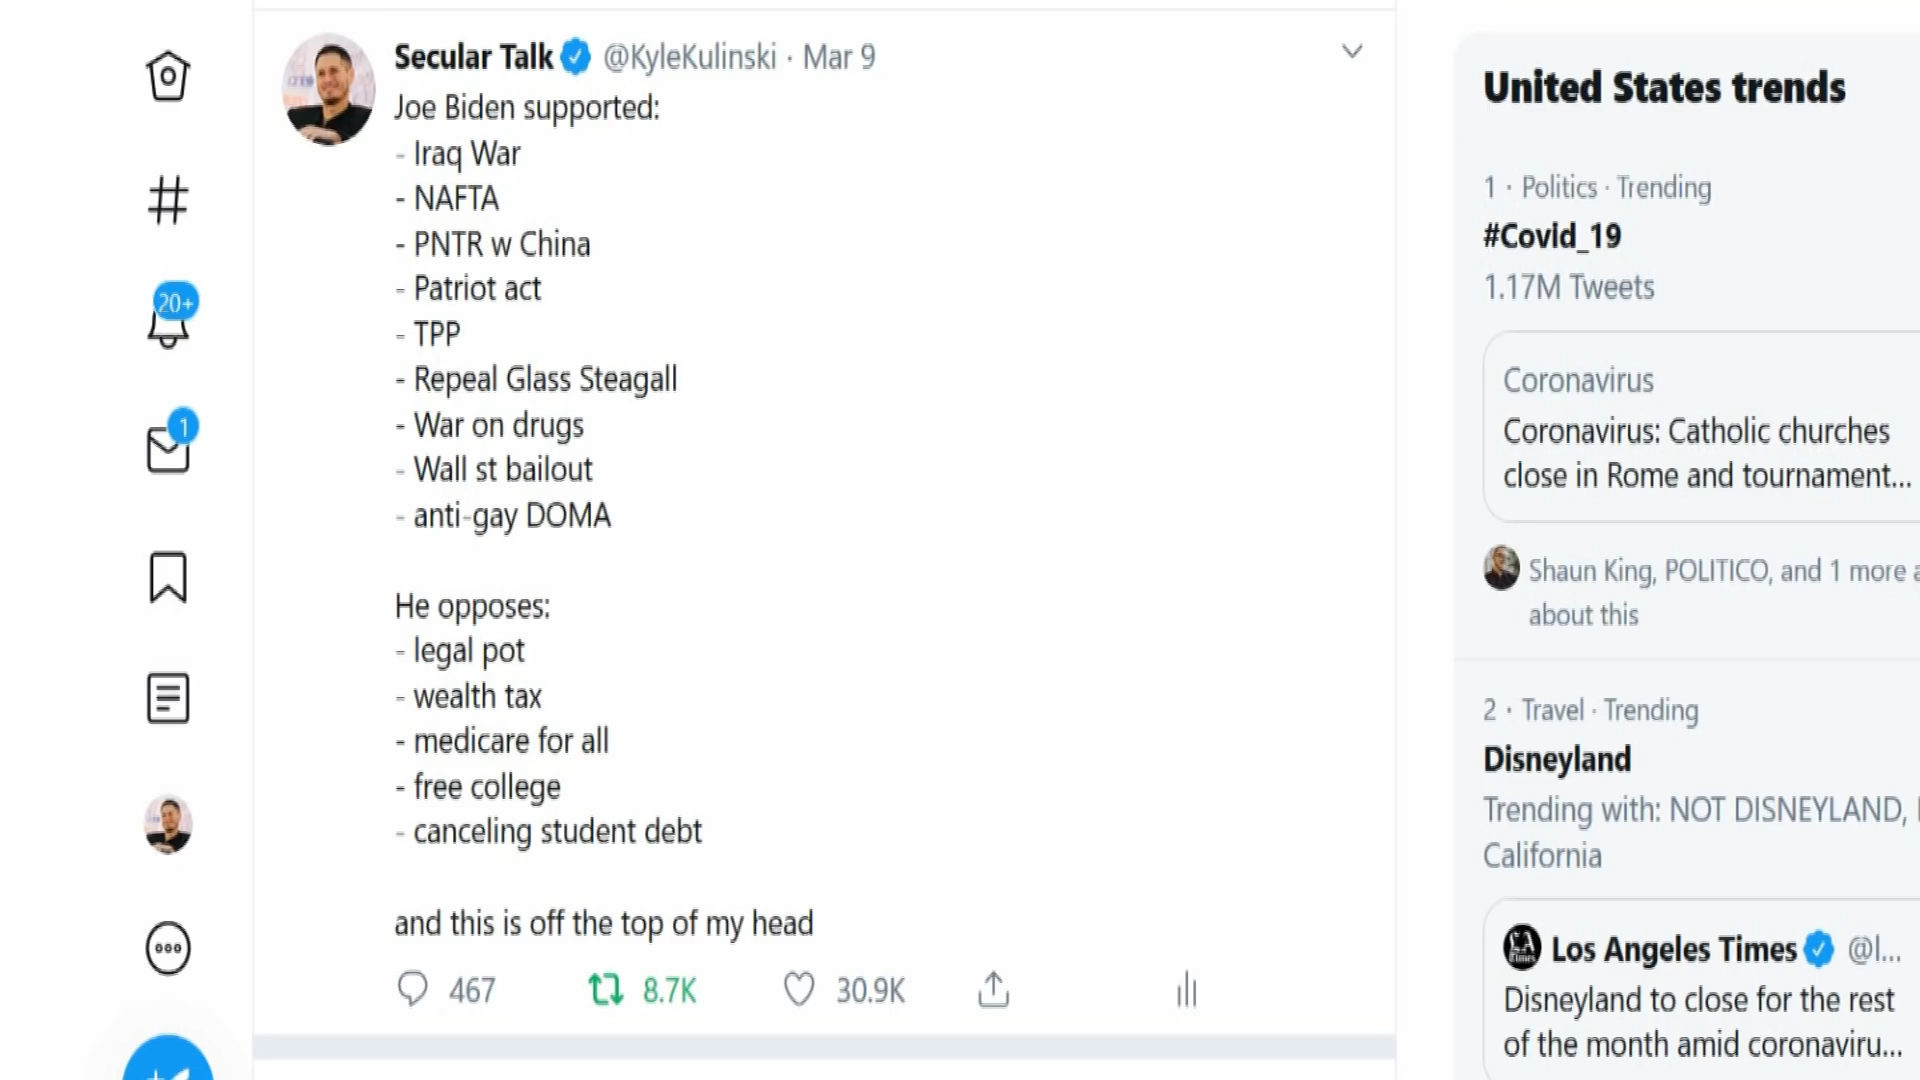 Secular Talk @KyleKulinski · Mar 9
Joe Biden supported:
- Iraq War
- NAFTA
- PNTR w China
- Patriot act
- TPP
- Repeal Glass Steagall
- War on drugs
- Wall st bailout
- anti-gay DOMA
He opposes:
- legal pot
- wealth tax
- medicare for all
- free college
- canceling student debt
and this is off the top of my head
467 8.7K 30.9K
20+
1
United States trends
1 · Politics · Trending
#Covid_19
1.17M Tweets
Coronavirus
Coronavirus: Catholic churches
close in Rome and tournament...
Shaun King, POLITICO, and 1 more a
about this
2 · Travel · Trending
Disneyland
Trending with: NOT DISNEYLAND,
California
LA Times
Los Angeles Times @l...
Disneyland to close for the rest
of the month amid coronaviru...